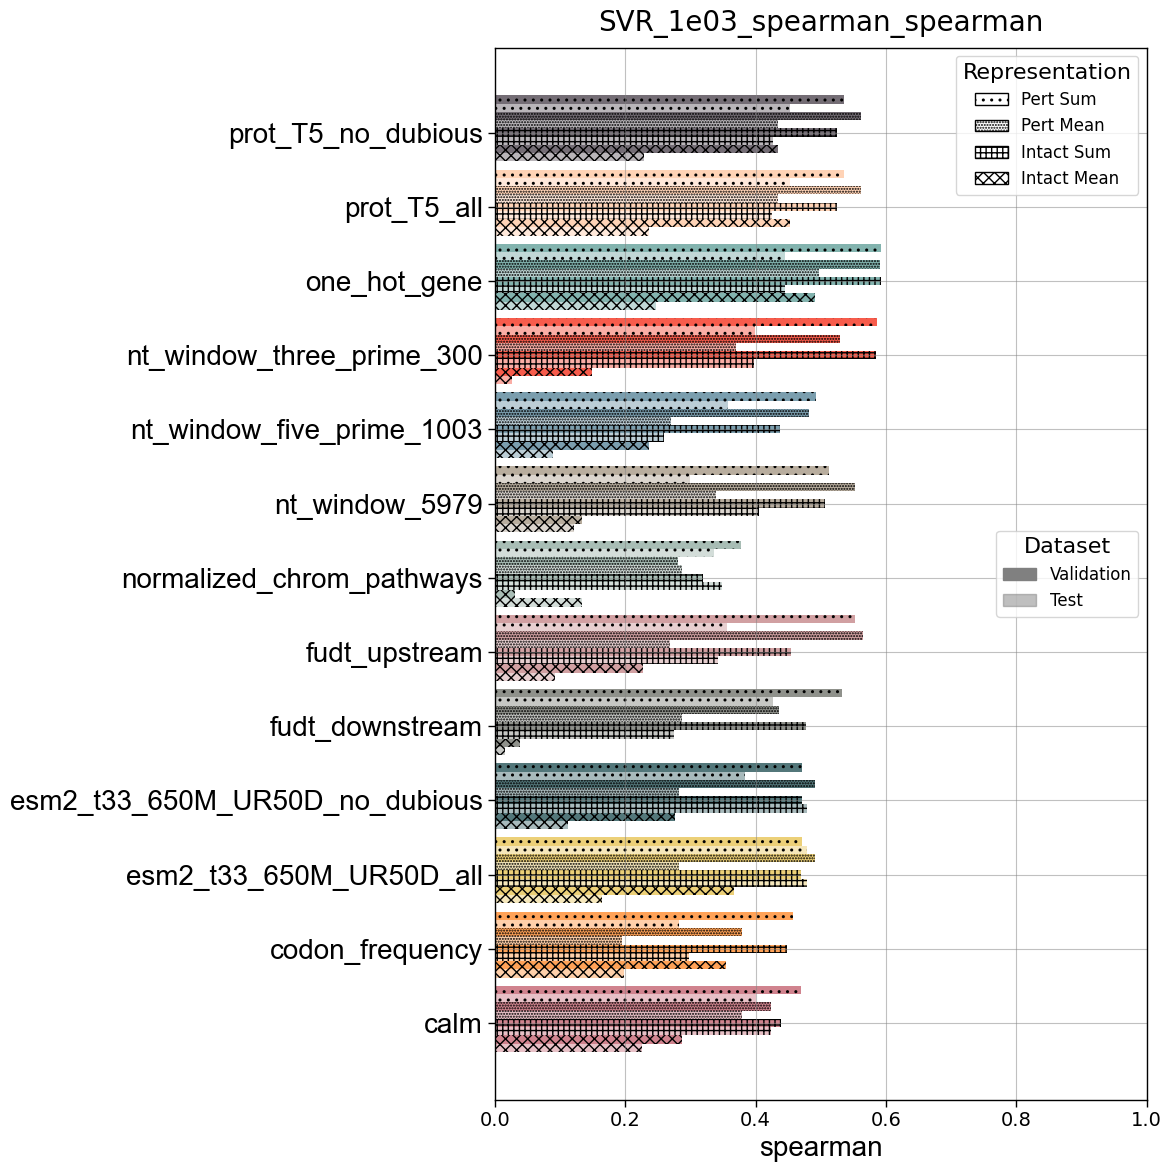 SVR_1e03_spearman_spearman
Representation
Pert Sum
Pert Mean
Intact Sum
Intact Mean
prot_T5_no_dubious
prot_T5_all
one_hot_gene
nt_window_three_prime_300
nt_window_five_prime_1003
nt_window_5979
Dataset
Validation
Test
normalized_chrom_pathways
fudt_upstream
fudt_downstream
esm2_t33_650M_UR50D_no_dubious
esm2_t33_650M_UR50D_all
codon_frequency
calm
0.0 0.2 0.4 0.6 0.8 1.0
spearman